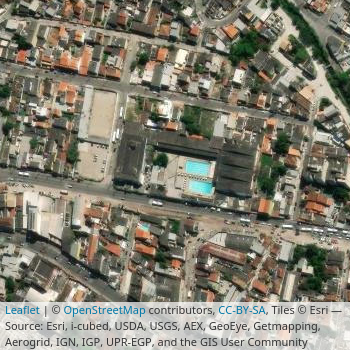 Leaflet | © OpenStreetMap contributors, CC-BY-SA, Tiles © Esri —
Source: Esri, i-cubed, USDA, USGS, AEX, GeoEye, Getmapping,
Aerogrid, IGN, IGP, UPR-EGP, and the GIS User Community